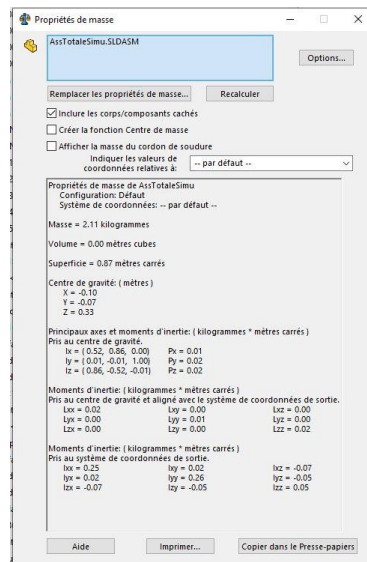 Propriétés de masse
AssTotaleSimu.SLDASM
Options...
Remplacer les propriétés de masse... Recalculer
Inclure les corps/composants cachés
Créer la fonction Centre de masse
Afficher la masse du cordon de soudure
Indiquer les valeurs de coordonnées relatives à: -- par défaut --
Propriétés de masse de AssTotaleSimu
Configuration: Défaut
Système de coordonnées: -- par défaut --
Masse = 2.11 kilogrammes
Volume = 0.00 mètres cubes
Superficie = 0.87 mètres carrés
Centre de gravité: ( mètres )
X = -0.10
Y = -0.07
Z = 0.33
Principaux axes et moments d'inertie: ( kilogrammes * mètres carrés )
Pris au centre de gravité.
Ix = ( 0.52, 0.86, 0.00) Px = 0.01
Iy = ( 0.01, -0.01, 1.00) Py = 0.02
Iz = ( 0.86, -0.52, -0.01) Pz = 0.02
Moments d'inertie: ( kilogrammes * mètres carrés )
Pris au centre de gravité et aligné avec le système de coordonnées de sortie.
Lxx = 0.02 Lxy = 0.00 Lxz = 0.00
Lyx = 0.00 Lyy = 0.01 Lyz = 0.00
Lzx = 0.00 Lzy = 0.00 Lzz = 0.02
Moments d'inertie: ( kilogrammes * mètres carrés )
Pris au système de coordonnées de sortie.
Ixx = 0.25 Ixy = 0.02 Ixz = -0.07
Iyx = 0.02 Iyy = 0.26 Iyz = -0.05
Izx = -0.07 Izy = -0.05 Izz = 0.05
Aide Imprimer... Copier dans le Presse-papiers